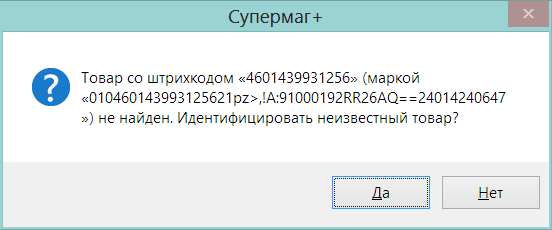 Супермаг+
Товар со штрихкодом «4601439931256» (маркой
«010460143993125621pz>,!A:91000192RR26AQ==24014240647
») не найден. Идентифицировать неизвестный товар?
Да
Нет